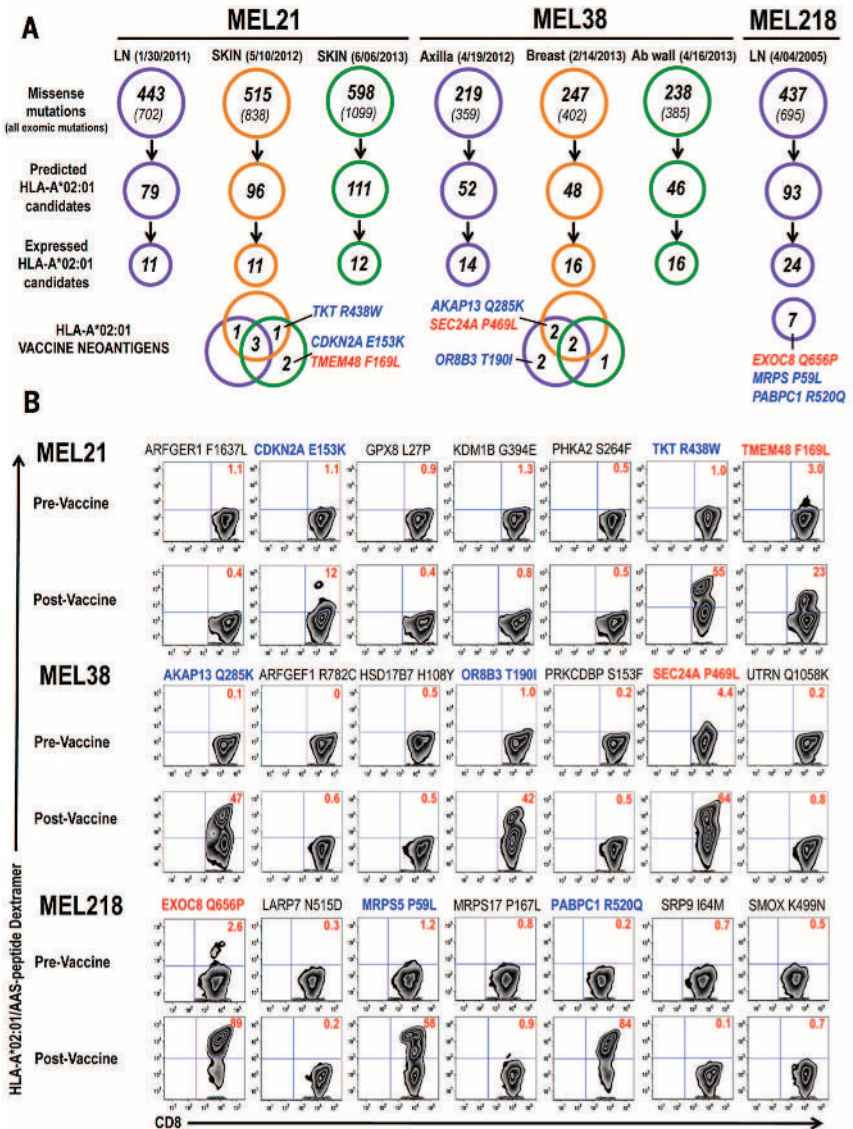 A
MEL21 MEL38 MEL218
LN (1/30/2011) SKIN (5/10/2012) SKIN (6/06/2013) Axilla (4/19/2012) Breast (2/14/2013) Ab wall (4/16/2013) LN (4/04/2005)
Missense
mutations
(all exomic mutations)
443 515 598 219 247 238 437
(702) (838) (1099) (359) (402) (385) (695)
Predicted
HLA-A*02:01
candidates
79 96 111 52 48 46 93
Expressed
HLA-A*02:01
candidates
11 11 12 14 16 16 24
HLA-A*02:01
VACCINE NEOANTIGENS
1 1 3 2
TKT R438W
CDKN2A E153K
TMEM48 F169L
AKAP13 Q285K
SEC24A P469L
OR8B3 T190I
2 2 2 1
7
EXOC8 Q656P
MRPS P59L
PABPC1 R520Q
B
MEL21
ARFGER1 F1637L CDKN2A E153K GPX8 L27P KDM1B G394E PHKA2 S264F TKT R438W TMEM48 F169L
Pre-Vaccine
1.1 1.1 0.9 1.3 0.5 1.0 3.0
Post-Vaccine
0.4 12 0.4 0.8 0.5 55 23
MEL38
AKAP13 Q285K ARFGEF1 R782C HSD17B7 H108Y OR8B3 T190I PRKCDBP S153F SEC24A P469L UTRN Q1058K
Pre-Vaccine
0.1 0 0.5 1.0 0.2 4.4 0.2
Post-Vaccine
47 0.6 0.5 42 0.5 64 0.8
MEL218
EXOC8 Q656P LARP7 N515D MRPS5 P59L MRPS17 P167L PABPC1 R520Q SRP9 I64M SMOX K499N
Pre-Vaccine
2.6 0.3 1.2 0.8 0.2 0.7 0.5
Post-Vaccine
89 0.2 58 0.9 84 0.1 0.7
HLA-A*02:01/AAS-peptide Dextramer
CD8